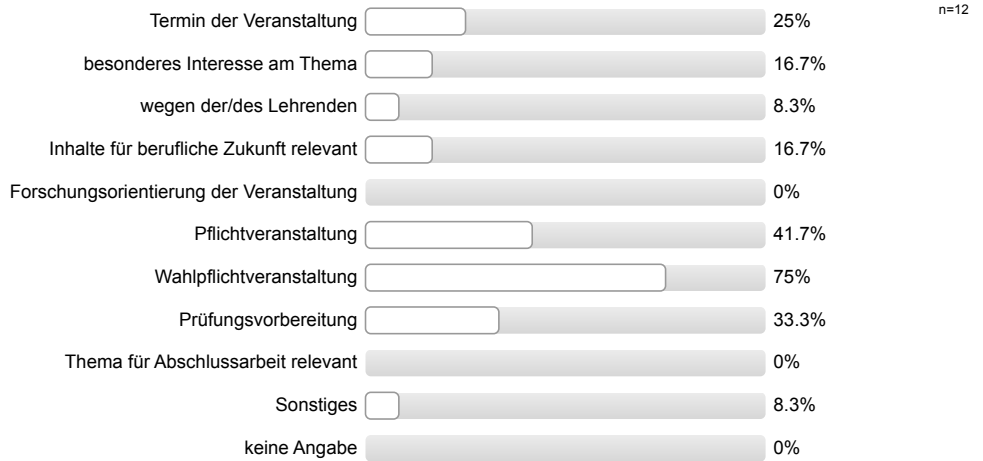 n=12
Termin der Veranstaltung 25%
besonderes Interesse am Thema 16.7%
wegen der/des Lehrenden 8.3%
Inhalte für berufliche Zukunft relevant 16.7%
Forschungsorientierung der Veranstaltung 0%
Pflichtveranstaltung 41.7%
Wahlpflichtveranstaltung 75%
Prüfungsvorbereitung 33.3%
Thema für Abschlussarbeit relevant 0%
Sonstiges 8.3%
keine Angabe 0%